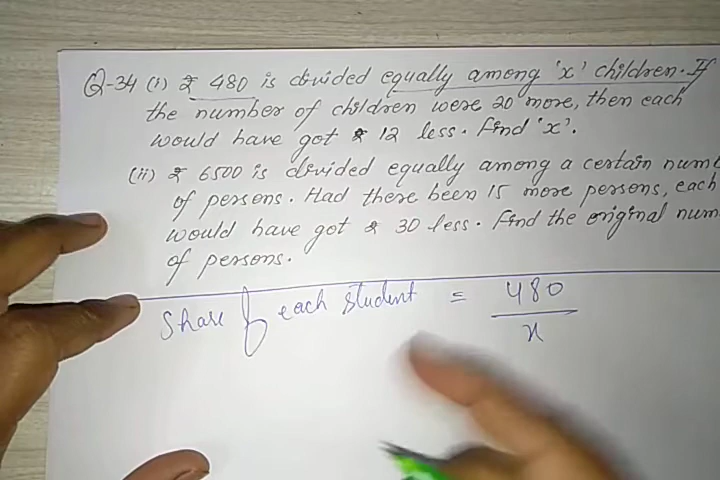 Q-34 (i) ₹ 480 is divided equally among 'x' children. If
the number of children were 20 more, then each
would have got ₹ 12 less. Find 'x'.
(ii) ₹ 6500 is divided equally among a certain num
of persons. Had there been 15 more persons, each
would have got ₹ 30 less. Find the original num
of persons.
Share of each student = 480
x